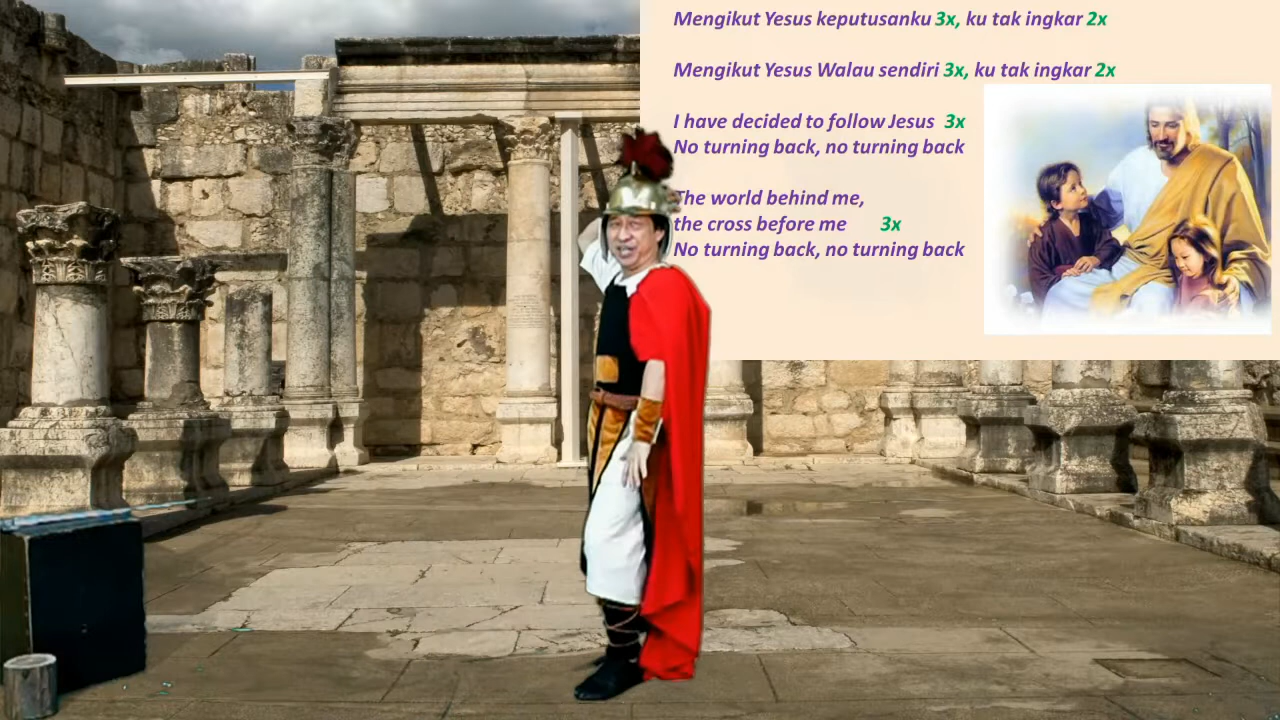 Mengikut Yesus keputusanku 3x, ku tak ingkar 2x
Mengikut Yesus Walau sendiri 3x, ku tak ingkar 2x
I have decided to follow Jesus 3x
No turning back, no turning back
The world behind me,
the cross before me 3x
No turning back, no turning back